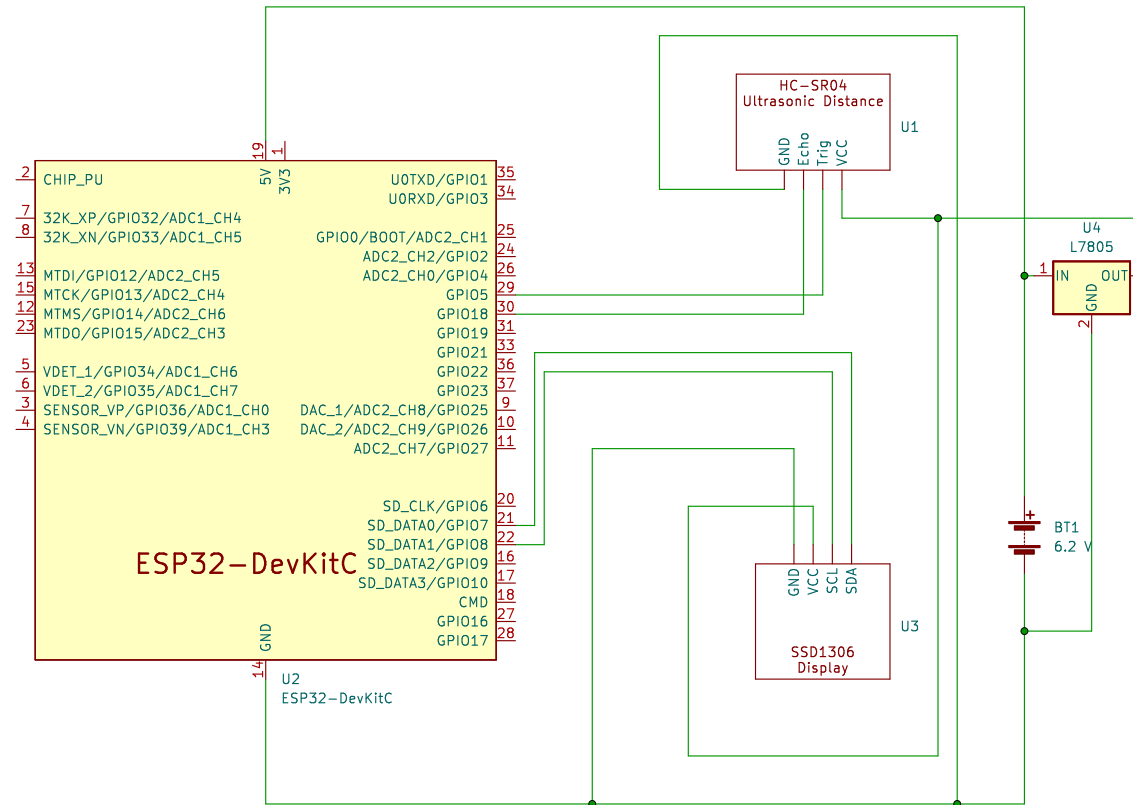 HC-SR04
Ultrasonic Distance
GND
Echo
Trig
VCC
U1
19
1
5V
3V3
2
CHIP_PU
7
32K_XP/GPIO32/ADC1_CH4
8
32K_XN/GPIO33/ADC1_CH5
13
MTDI/GPIO12/ADC2_CH5
15
MTCK/GPIO13/ADC2_CH4
12
MTMS/GPIO14/ADC2_CH6
23
MTDO/GPIO15/ADC2_CH3
5
VDET_1/GPIO34/ADC1_CH6
6
VDET_2/GPIO35/ADC1_CH7
3
SENSOR_VP/GPIO36/ADC1_CH0
4
SENSOR_VN/GPIO39/ADC1_CH3
U0TXD/GPIO1
35
U0RXD/GPIO3
34
GPIO0/BOOT/ADC2_CH1
25
ADC2_CH2/GPIO2
24
ADC2_CH0/GPIO4
26
GPIO5
29
GPIO18
30
GPIO19
31
GPIO21
33
GPIO22
36
GPIO23
37
DAC_1/ADC2_CH8/GPIO25
9
DAC_2/ADC2_CH9/GPIO26
10
ADC2_CH7/GPIO27
11
SD_CLK/GPIO6
20
SD_DATA0/GPIO7
21
SD_DATA1/GPIO8
22
SD_DATA2/GPIO9
16
SD_DATA3/GPIO10
17
CMD
18
GPIO16
27
GPIO17
28
ESP32-DevKitC
GND
14
U2
ESP32-DevKitC
U4
L7805
1
IN
OUT
GND
2
+
BT1
6.2 V
GND
VCC
SCL
SDA
U3
SSD1306
Display